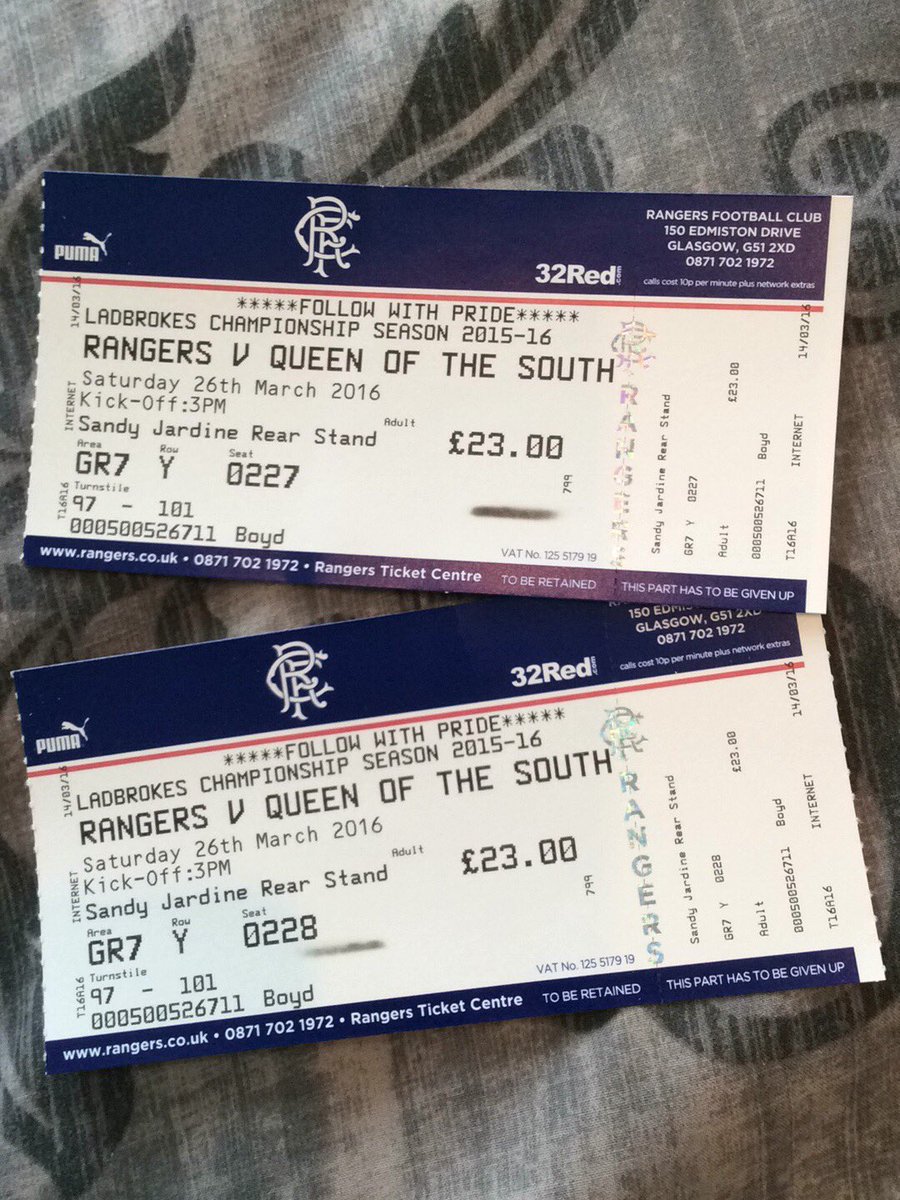 PUMA
32Red.com
RANGERS FOOTBALL CLUB
150 EDMISTON DRIVE
GLASGOW, G51 2XD
0871 702 1972
calls cost 10p per minute plus network extras
14/03/16
INTERNET
T16A16
*****FOLLOW WITH PRIDE*****
LADBROKES CHAMPIONSHIP SEASON 2015-16
RANGERS V QUEEN OF THE SOUTH
Saturday 26th March 2016
Kick-Off:3PM
Sandy Jardine Rear Stand
Adult
£23.00
Area Row Seat
GR7 Y 0227
Turnstile
97 - 101
000500526711 Boyd
799
VAT No. 125 5179 19
RANGERS
Sandy Jardine Rear Stand
GR7 Y 0227
£23.00
Adult
000500526711 Boyd
T16A16 INTERNET 14/03/16
www.rangers.co.uk • 0871 702 1972 • Rangers Ticket Centre
TO BE RETAINED
THIS PART HAS TO BE GIVEN UP
PUMA
32Red.com
150 EDMISTON DRIVE
GLASGOW, G51 2XD
0871 702 1972
calls cost 10p per minute plus network extras
14/03/16
INTERNET
T16A16
*****FOLLOW WITH PRIDE*****
LADBROKES CHAMPIONSHIP SEASON 2015-16
RANGERS V QUEEN OF THE SOUTH
Saturday 26th March 2016
Kick-Off:3PM
Sandy Jardine Rear Stand
Adult
£23.00
Area Row Seat
GR7 Y 0228
Turnstile
97 - 101
000500526711 Boyd
799
VAT No. 125 5179 19
RANGERS
Sandy Jardine Rear Stand
GR7 Y 0228
£23.00
Adult
000500526711 Boyd
T16A16 INTERNET 14/03/16
www.rangers.co.uk • 0871 702 1972 • Rangers Ticket Centre
TO BE RETAINED
THIS PART HAS TO BE GIVEN UP